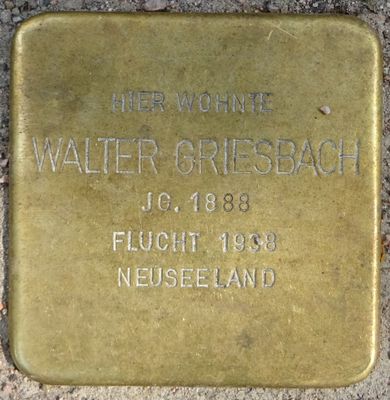 HIER WOHNTE
WALTER GRIESBACH
JG. 1888
FLUCHT 1938
NEUSEELAND